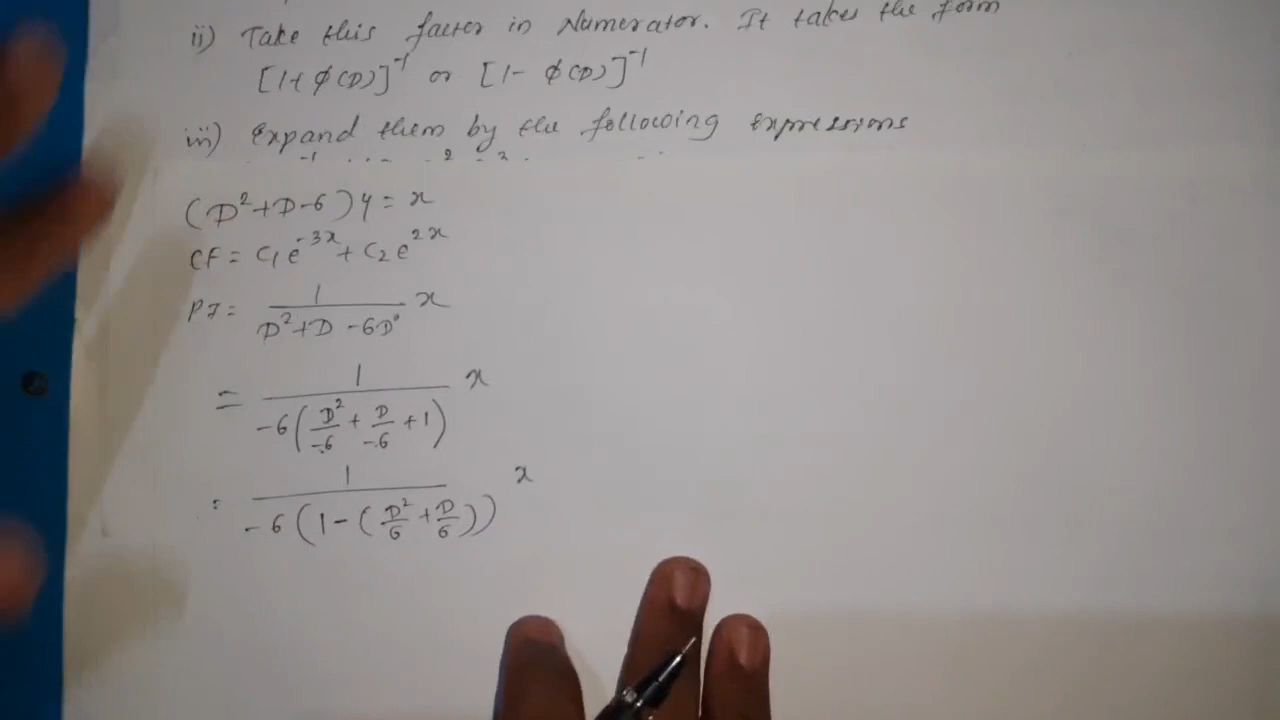 ii) Take this factor in Numerator. It takes the form
[1+ φ(D)]⁻¹ or [1- φ(D)]⁻¹
iii) Expand them by the following expressions
(D²+D-6)y = x
CF = C₁e⁻³ˣ + C₂e²ˣ
PI = 1/(D²+D-6D⁰) x
= 1/(-6(D²/-6 + D/-6 + 1)) x
= 1/(-6(1-(D²/6 + D/6))) x